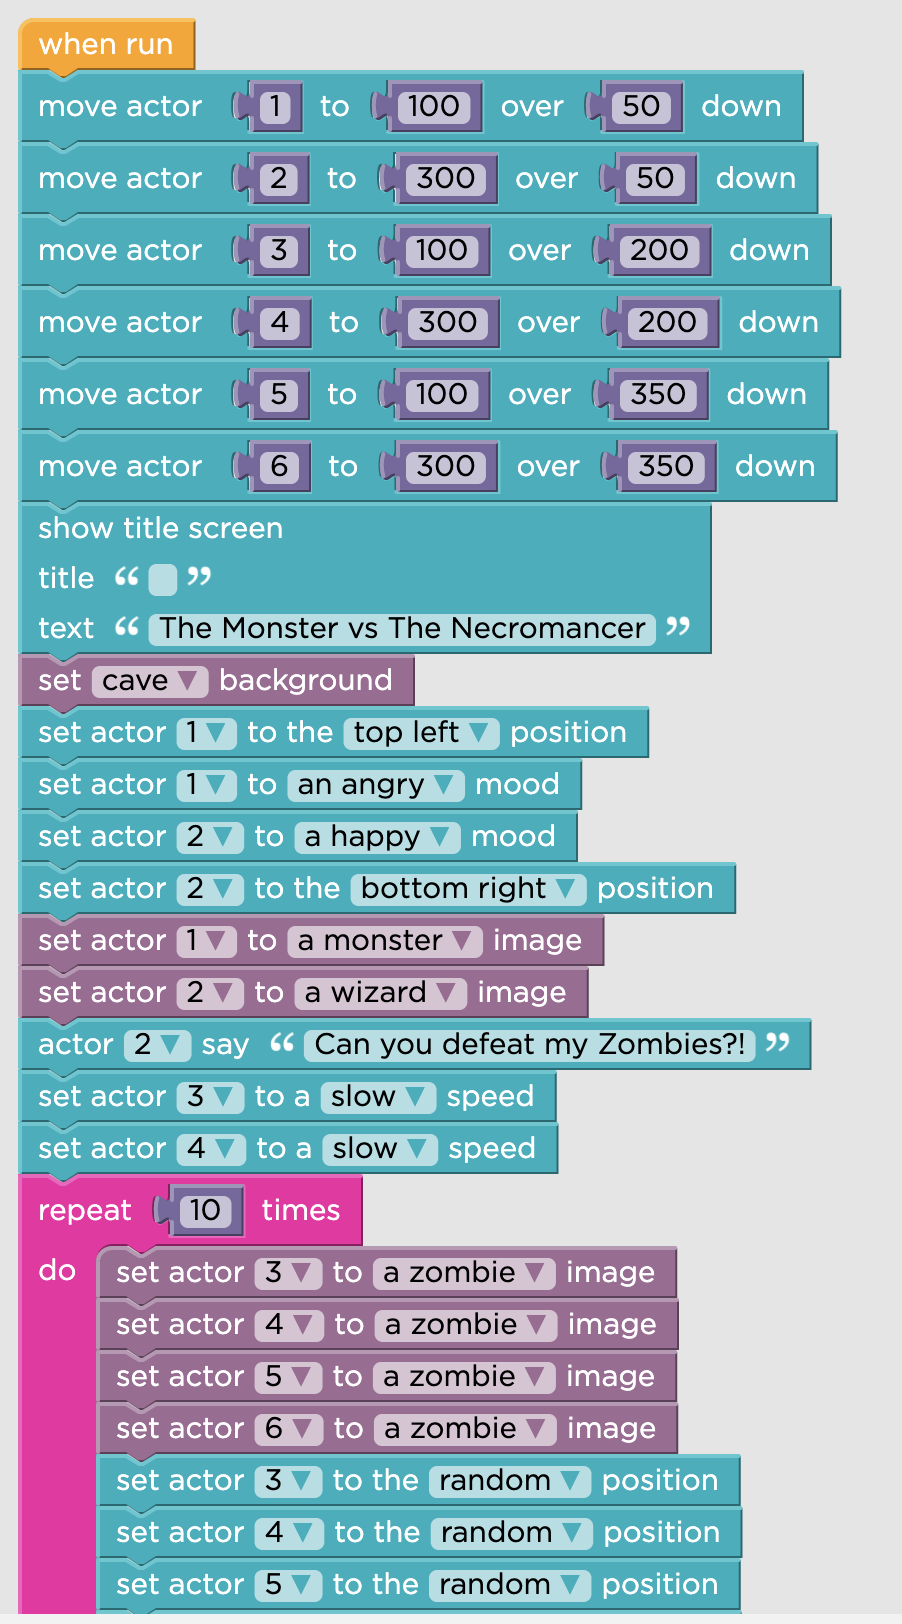 when run
move actor 1 to 100 over 50 down
move actor 2 to 300 over 50 down
move actor 3 to 100 over 200 down
move actor 4 to 300 over 200 down
move actor 5 to 100 over 350 down
move actor 6 to 300 over 350 down
show title screen
title “ ”
text “ The Monster vs The Necromancer ”
set cave ▼ background
set actor 1 ▼ to the top left ▼ position
set actor 1 ▼ to an angry ▼ mood
set actor 2 ▼ to a happy ▼ mood
set actor 2 ▼ to the bottom right ▼ position
set actor 1 ▼ to a monster ▼ image
set actor 2 ▼ to a wizard ▼ image
actor 2 ▼ say “ Can you defeat my Zombies?! ”
set actor 3 ▼ to a slow ▼ speed
set actor 4 ▼ to a slow ▼ speed
repeat 10 times
do set actor 3 ▼ to a zombie ▼ image
set actor 4 ▼ to a zombie ▼ image
set actor 5 ▼ to a zombie ▼ image
set actor 6 ▼ to a zombie ▼ image
set actor 3 ▼ to the random ▼ position
set actor 4 ▼ to the random ▼ position
set actor 5 ▼ to the random ▼ position